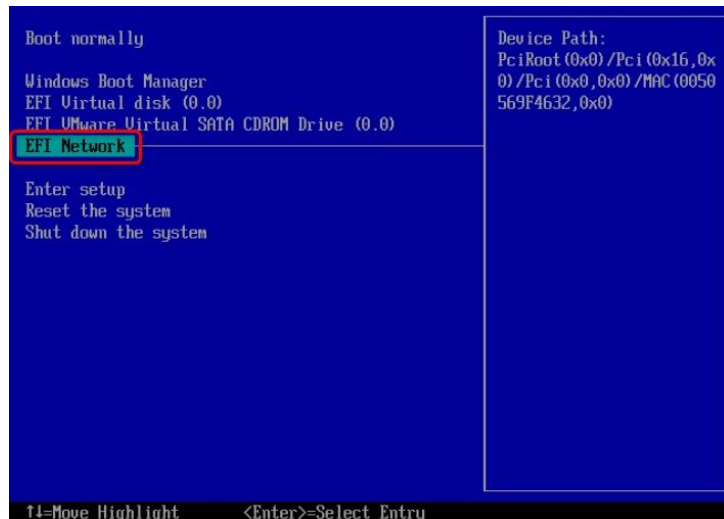 Boot normally
Windows Boot Manager
EFI Virtual disk (0.0)
EFI VMware Virtual SATA CDROM Drive (0.0)
EFI Network
Enter setup
Reset the system
Shut down the system
Device Path:
PciRoot(0x0)/Pci(0x16,0x
0)/Pci(0x0,0x0)/MAC(0050
569F4632,0x0)
↑↓=Move Highlight <Enter>=Select Entry